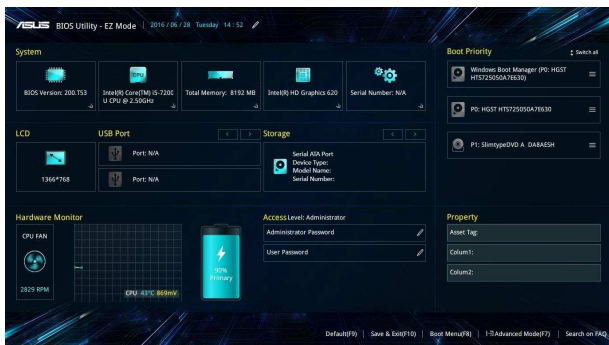 ASUS BIOS Utility - EZ Mode 2016 / 06 / 28 Tuesday 14 : 52
System
BIOS Version: 200.T53
CPU
Intel(R) Core(TM) i5-7200
U CPU @ 2.50GHz
Total Memory: 8192 MB
Intel(R) HD Graphics 620
Serial Number: N/A
Boot Priority
Switch all
Windows Boot Manager (P0: HGST
HTS725050A7E630)
P0: HGST HTS725050A7E630
P1: SlimtypeDVD A DA8AESH
LCD
1366*768
USB Port
Port: N/A
Port: N/A
Storage
Serial ATA Port
Device Type:
Model Name:
Serial Number:
Hardware Monitor
CPU FAN
2829 RPM
CPU 43°C 869mV
90%
Primary
Access Level: Administrator
Administrator Password
User Password
Property
Asset Tag:
Colum1:
Colum2:
Default(F9) | Save & Exit(F10) | Boot Menu(F8) | Advanced Mode(F7) | Search on FAQ